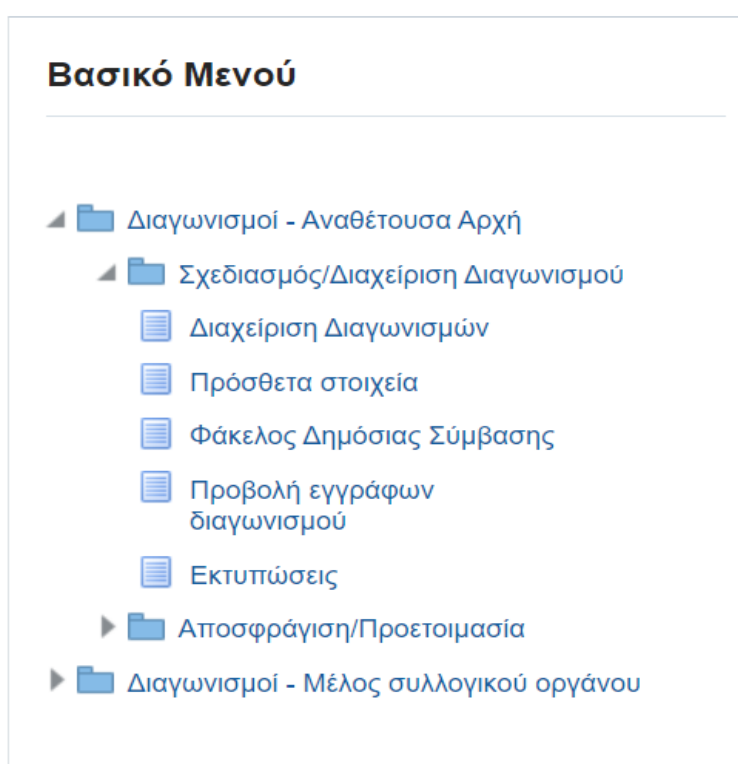 Βασικό Μενού
Διαγωνισμοί - Αναθέτουσα Αρχή
Σχεδιασμός/Διαχείριση Διαγωνισμού
Διαχείριση Διαγωνισμών
Πρόσθετα στοιχεία
Φάκελος Δημόσιας Σύμβασης
Προβολή εγγράφων
διαγωνισμού
Εκτυπώσεις
Αποσφράγιση/Προετοιμασία
Διαγωνισμοί - Μέλος συλλογικού οργάνου